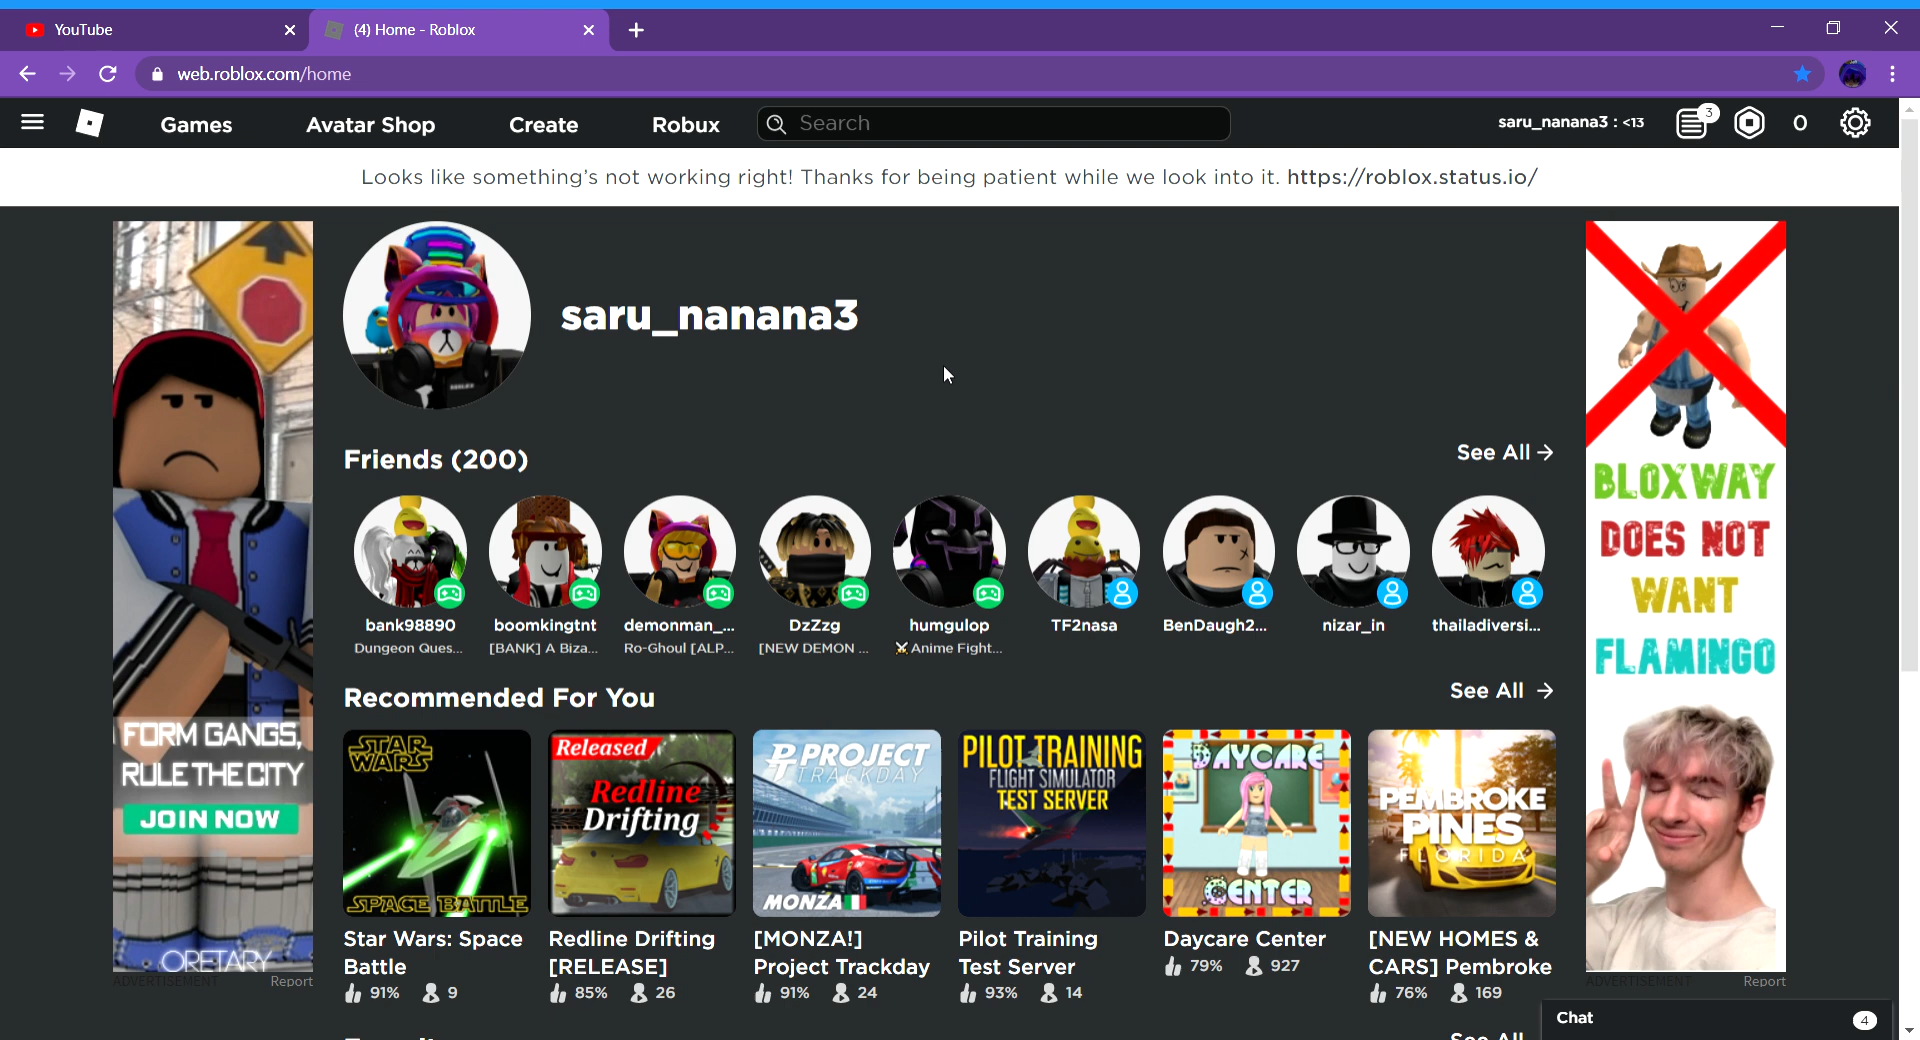 YouTube
(4) Home - Roblox
web.roblox.com/home
Games
Avatar Shop
Create
Robux
Search
saru_nanana3 : <13
3
0
Looks like something's not working right! Thanks for being patient while we look into it. https://roblox.status.io/
saru_nanana3
Friends (200)
See All
bank98890
boomkingtnt
demonman_...
DzZzg
humgulop
TF2nasa
BenDaugh2...
nizar_in
thailadiversi...
Dungeon Ques...
[BANK] A Biza...
Ro-Ghoul [ALP...
[NEW DEMON ...
Anime Fight...
Recommended For You
See All
STAR WARS
SPACE BATTLE
Released
Redline
Drifting
PROJECT
TRACKDAY
MONZA
PILOT TRAINING
FLIGHT SIMULATOR
TEST SERVER
DAYCARE
CENTER
PEMBROKE
PINES
FLORIDA
Star Wars: Space
Battle
91%
9
Redline Drifting
[RELEASE]
85%
26
[MONZA!]
Project Trackday
91%
24
Pilot Training
Test Server
93%
14
Daycare Center
79%
927
[NEW HOMES &
CARS] Pembroke
76%
169
FORM GANGS,
RULE THE CITY
JOIN NOW
ORETARY
ADVERTISEMENT
Report
BLOXWAY
DOES NOT
WANT
FLAMINGO
ADVERTISEMENT
Report
See All
Chat
4